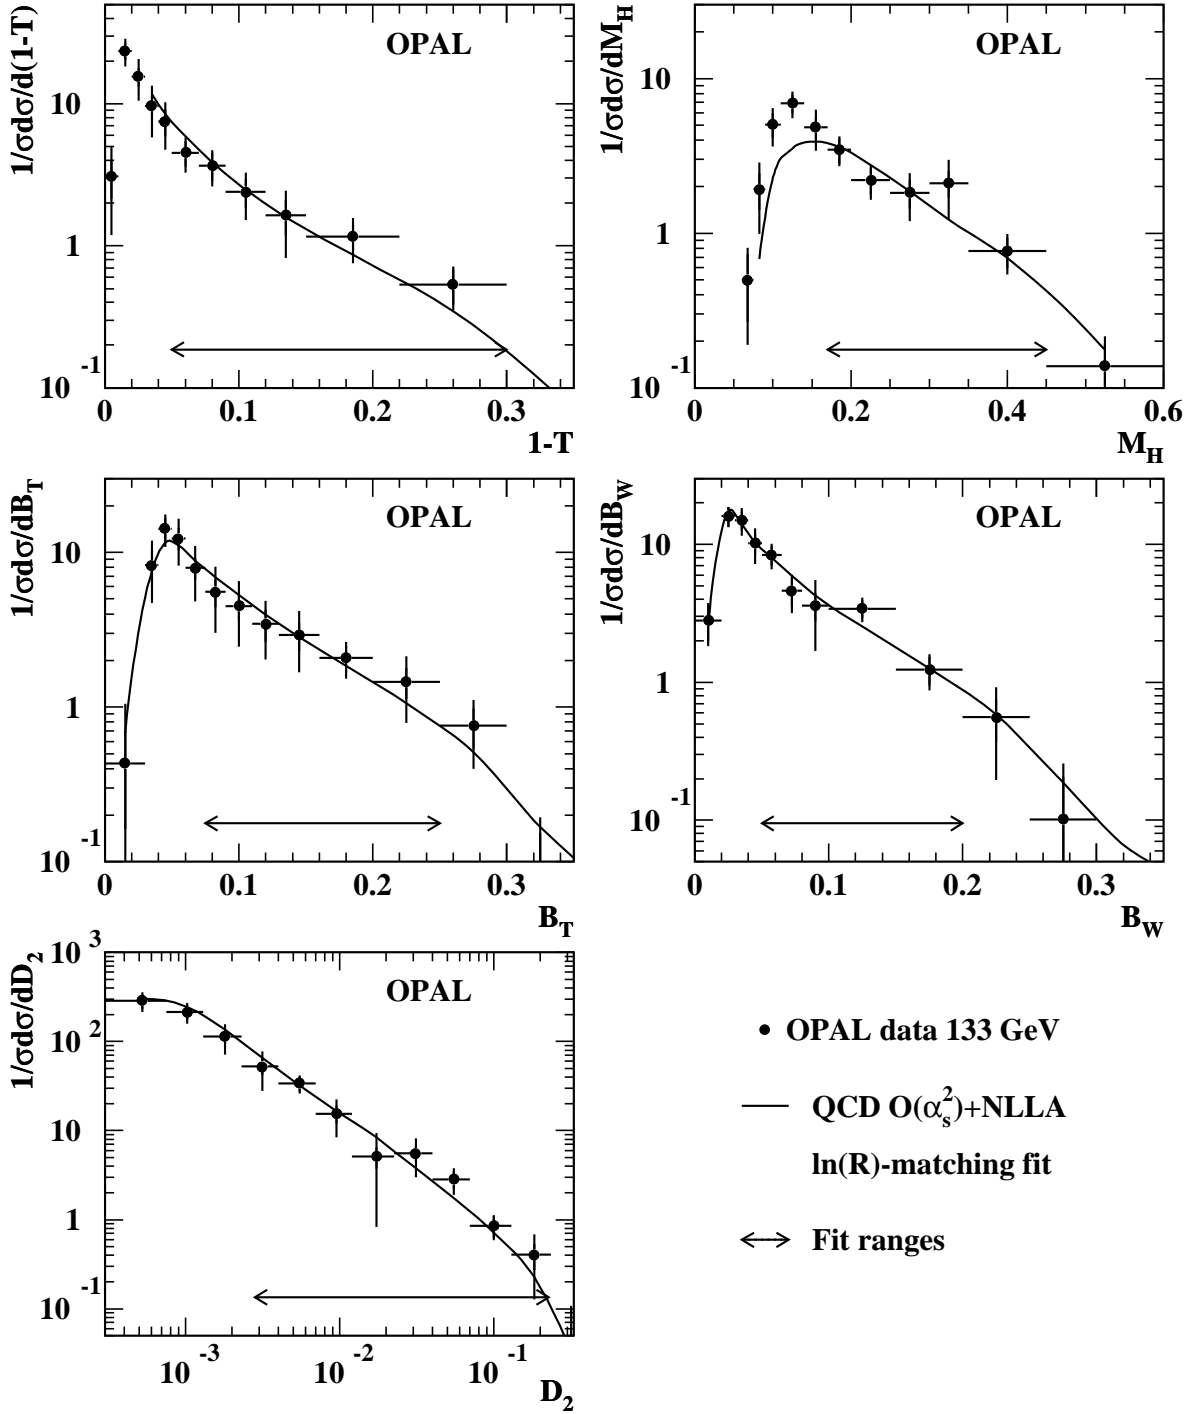 1/σdσ/d(1-T)
OPAL
10
1
10 -1
0 0.1 0.2 0.3
1-T
1/σdσ/dM_H
OPAL
10
1
10 -1
0 0.2 0.4 0.6
M_H
1/σdσ/dB_T
OPAL
10
1
10 -1
0 0.1 0.2 0.3
B_T
1/σdσ/dB_W
OPAL
10
1
10 -1
0 0.1 0.2 0.3
B_W
1/σdσ/dD_2
OPAL
10 3
10 2
10
1
10 -1
10 -3 10 -2 10 -1
D_2
OPAL data 133 GeV
QCD O(α_s^2)+NLLA
ln(R)-matching fit
Fit ranges